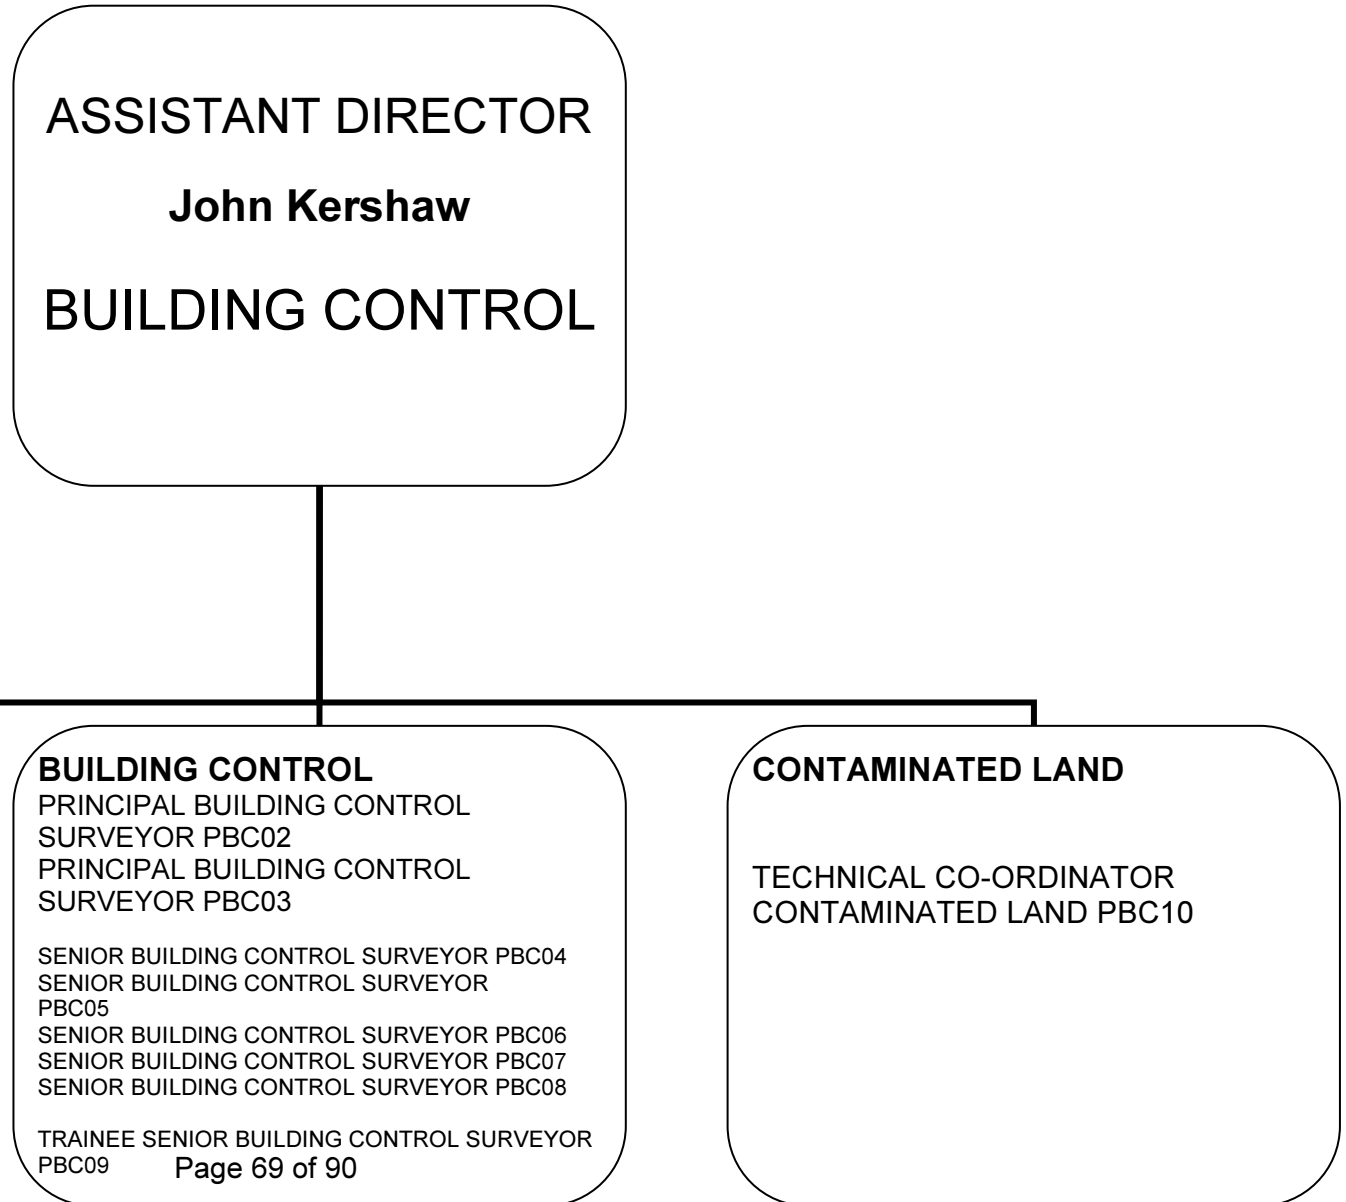 ASSISTANT DIRECTOR
John Kershaw
BUILDING CONTROL
BUILDING CONTROL
PRINCIPAL BUILDING CONTROL
SURVEYOR PBC02
PRINCIPAL BUILDING CONTROL
SURVEYOR PBC03
SENIOR BUILDING CONTROL SURVEYOR PBC04
SENIOR BUILDING CONTROL SURVEYOR
PBC05
SENIOR BUILDING CONTROL SURVEYOR PBC06
SENIOR BUILDING CONTROL SURVEYOR PBC07
SENIOR BUILDING CONTROL SURVEYOR PBC08
TRAINEE SENIOR BUILDING CONTROL SURVEYOR
PBC09
Page 69 of 90
CONTAMINATED LAND
TECHNICAL CO-ORDINATOR
CONTAMINATED LAND PBC10